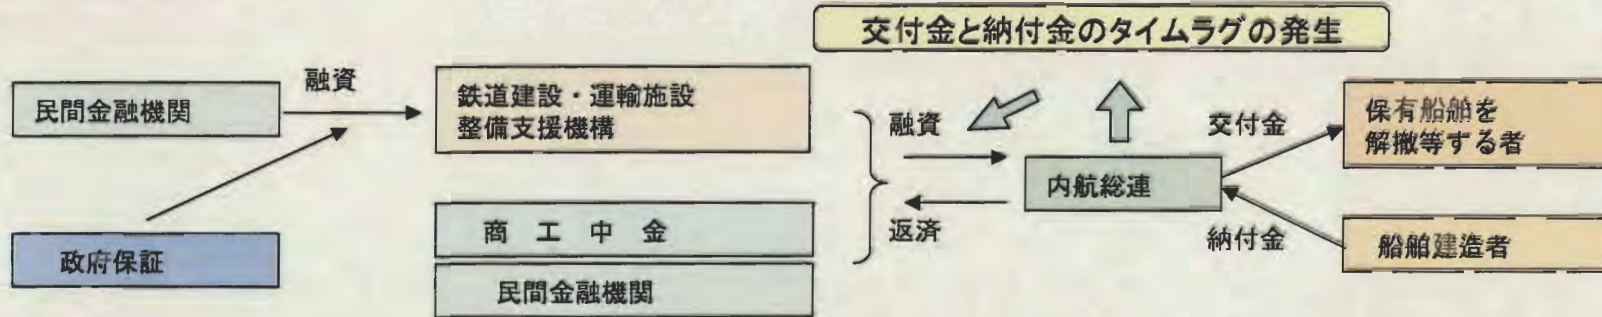 交付金と納付金のタイムラグの発生
民間金融機関
融資
鉄道建設・運輸施設
整備支援機構
融資
交付金
保有船舶を
解撤等する者
内航総連
政府保証
商 工 中 金
返済
納付金
船舶建造者
民間金融機関